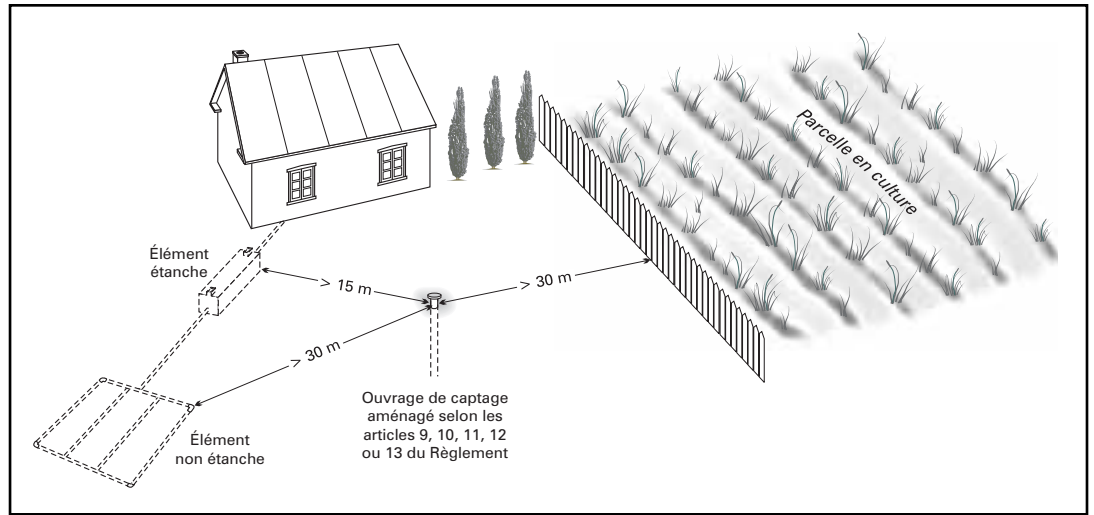 Parcelle en culture
Élément
étanche
> 15 m
> 30 m
> 30 m
Ouvrage de captage
aménagé selon les
articles 9, 10, 11, 12
ou 13 du Règlement
Élément
non étanche